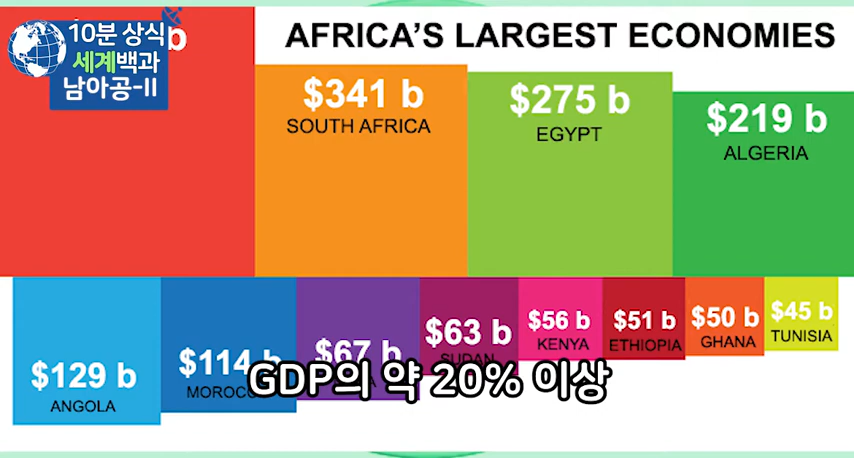 10분 상식
세계백과
남아공-II
b
AFRICA'S LARGEST ECONOMIES
$341 b
SOUTH AFRICA
$275 b
EGYPT
$219 b
ALGERIA
$129 b
ANGOLA
$114
MOROCCO
$67 b
$63 b
SUDAN
$56 b
KENYA
$51 b
ETHIOPIA
$50 b
GHANA
$45 b
TUNISIA
GDP의 약 20% 이상